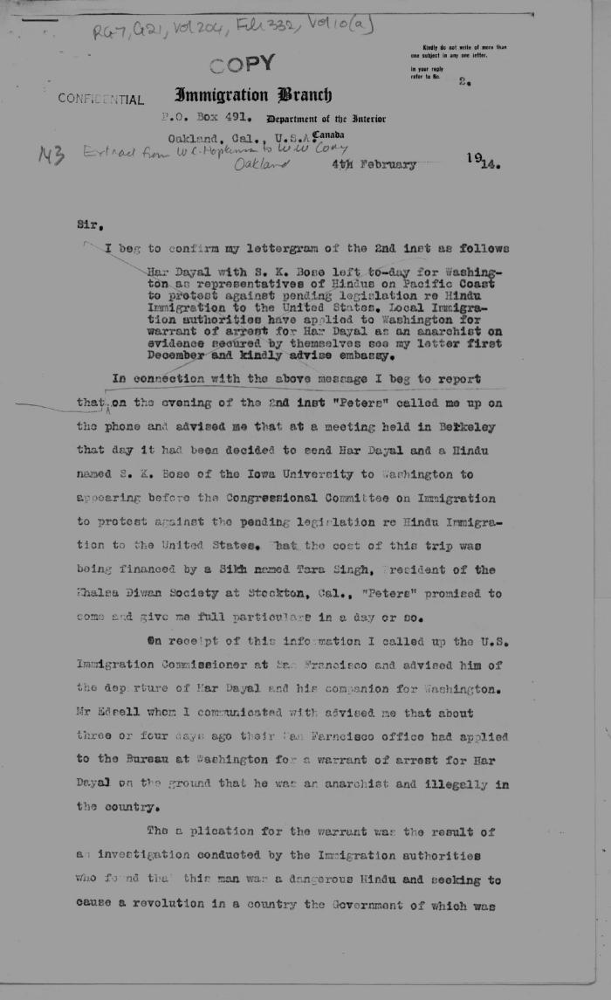 RG7, G21, Vol 204, File 332, Vol 10(a)
Kindly do not write of more than
one subject in any one letter.
In your reply
refer to No.
2.
COPY
CONFIDENTIAL
Immigration Branch
P.O. Box 491. Department of the Interior
Oakland, Cal., U.S.A. Canada
143 Extract from W C Hopkinson to W W Cory
Oakland
4th February 1914.
Sir,
I beg to confirm my lettergram of the 2nd inst as follows
Har Dayal with S. K. Bose left to-day for Washing-
ton as representatives of Hindus on Pacific Coast
to protest against pending legislation re Hindu
Immigration to the United States. Local Immigra-
tion authorities have applied to Washington for
warrant of arrest for Har Dayal as an anarchist on
evidence secured by themselves see my letter first
December and kindly advise embassy.
In connection with the above message I beg to report
that, on the evening of the 2nd inst "Peters" called me up on
the phone and advised me that at a meeting held in Berkeley
that day it had been decided to send Har Dayal and a Hindu
named S. K. Bose of the Iowa University to Washington to
appearing before the Congressional Committee on Immigration
to protest against the pending legislation re Hindu Immigra-
tion to the United States. That the cost of this trip was
being financed by a Sikh named Tara Singh, President of the
Khalsa Diwan Society at Stockton, Cal., "Peters" promised to
come and give me full particulars in a day or so.
On receipt of this information I called up the U.S.
Immigration Commissioner at San Francisco and advised him of
the departure of Har Dayal and his companion for Washington.
Mr Edsell whom I communicated with advised me that about
three or four days ago their San Farncisco office had applied
to the Bureau at Washington for a warrant of arrest for Har
Dayal on the ground that he was an anarchist and illegally in
the country.
The a plication for the warrant was the result of
an investigation conducted by the Immigration authorities
who found that this man was a dangerous Hindu and seeking to
cause a revolution in a country the Government of which was